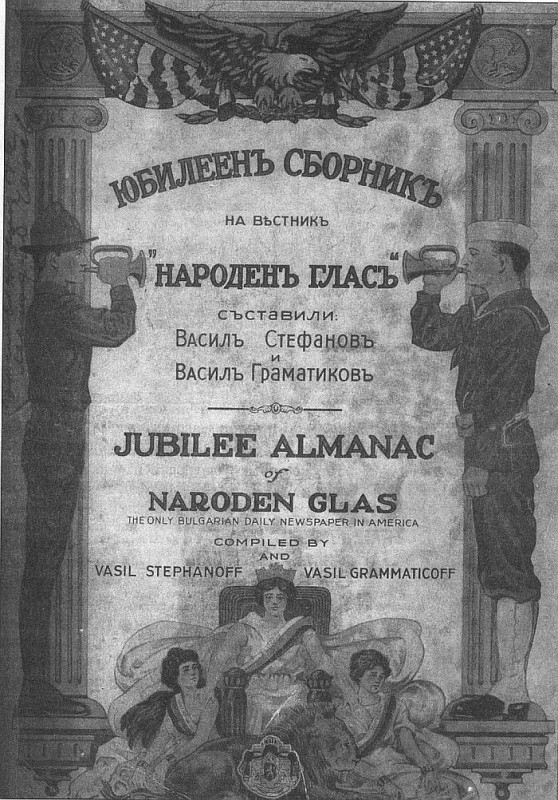 ЮБИЛЕЕНЪ СБОРНИКЪ
НА ВѢСТНИКЪ
"НАРОДЕНЪ ГЛАСЪ"
СЪСТАВИЛИ:
ВАСИЛЪ СТЕФАНОВЪ
И
ВАСИЛЪ ГРАМАТИКОВЪ
JUBILEE ALMANAC
of
NARODEN GLAS
THE ONLY BULGARIAN DAILY NEWSPAPER IN AMERICA
COMPILED BY
AND
VASIL STEPHANOFF VASIL GRAMMATICOFF